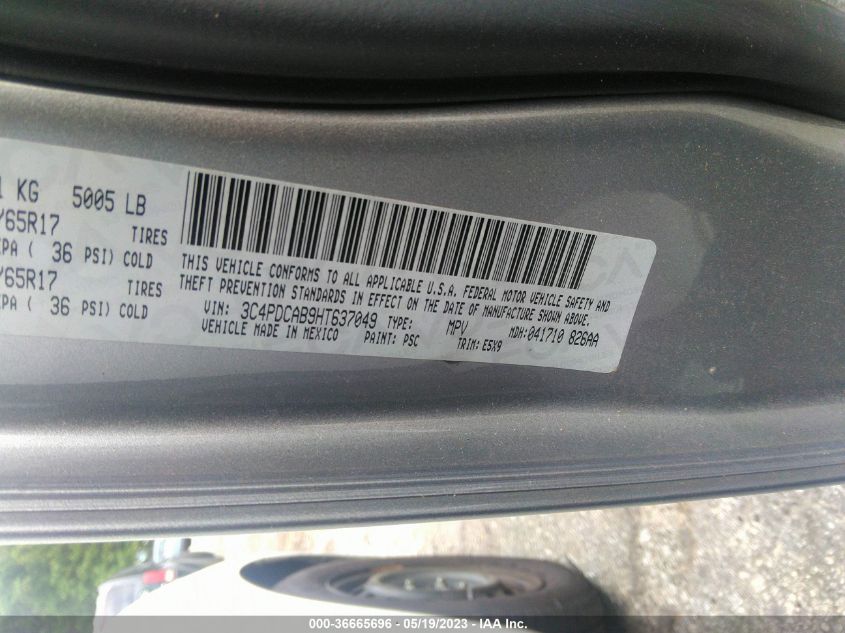 1 KG 5005 LB
/65R17 TIRES
KPA ( 36 PSI) COLD
/65R17 TIRES
KPA ( 36 PSI) COLD
THIS VEHICLE CONFORMS TO ALL APPLICABLE U.S.A. FEDERAL MOTOR VEHICLE SAFETY AND
THEFT PREVENTION STANDARDS IN EFFECT ON THE DATE OF MANUFACTURE SHOWN ABOVE.
VIN: 3C4PDCAB9HT637049 TYPE: MPV MDH:041710 826AA
VEHICLE MADE IN MEXICO PAINT: PSC TRIM: E5X9
000-36665696 - 05/19/2023 - IAA Inc.